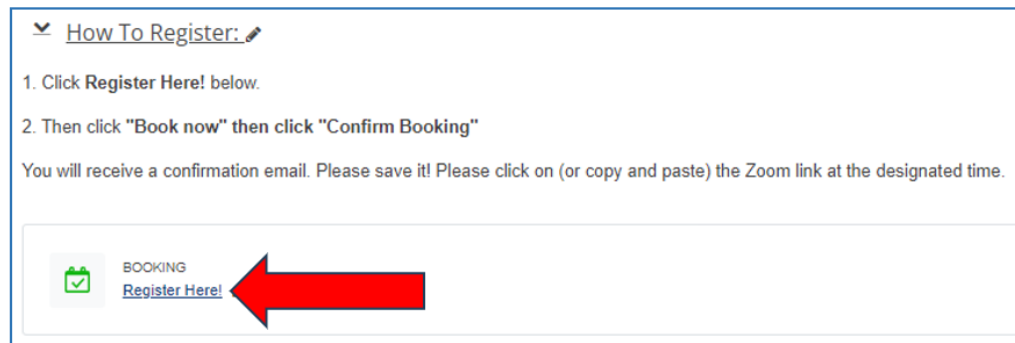 How To Register:
1. Click Register Here! below.
2. Then click "Book now" then click "Confirm Booking"
You will receive a confirmation email. Please save it! Please click on (or copy and paste) the Zoom link at the designated time.
BOOKING
Register Here!